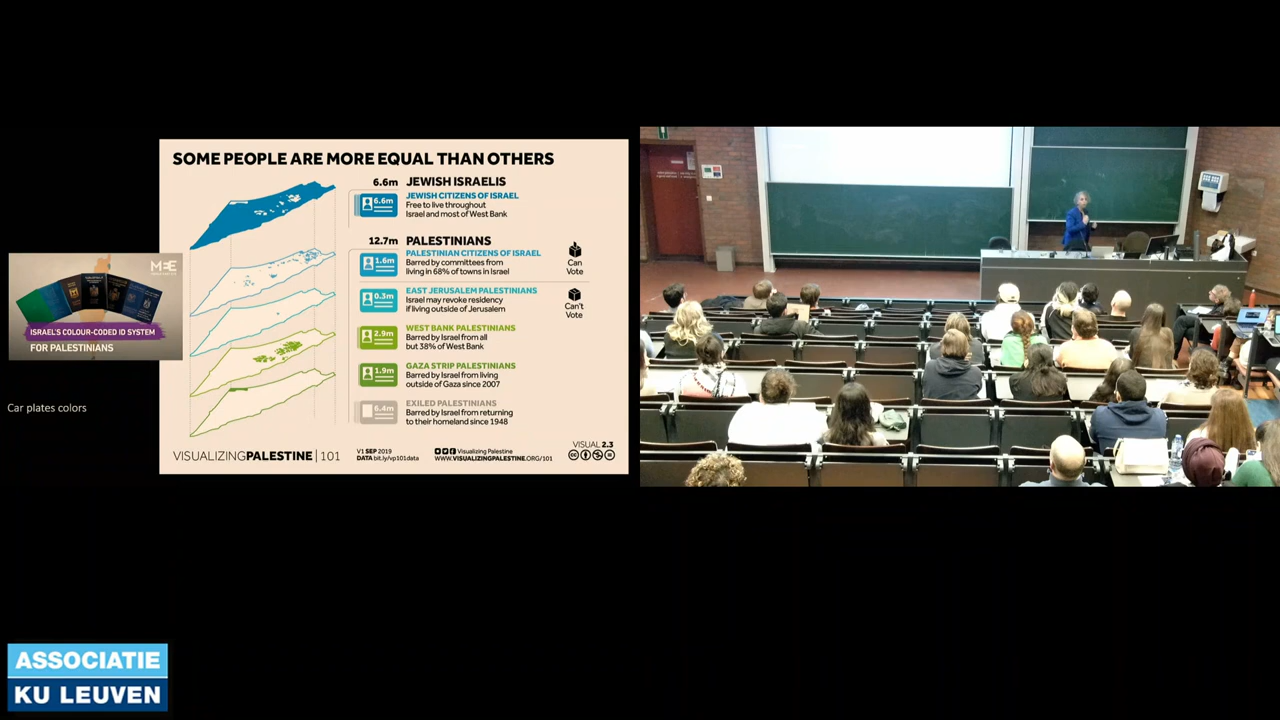 SOME PEOPLE ARE MORE EQUAL THAN OTHERS
6.6m JEWISH ISRAELIS
6.6m
JEWISH CITIZENS OF ISRAEL
Free to live throughout
Israel and most of West Bank
12.7m PALESTINIANS
1.6m
PALESTINIAN CITIZENS OF ISRAEL
Barred by committees from
living in 68% of towns in Israel
Can
Vote
0.3m
EAST JERUSALEM PALESTINIANS
Israel may revoke residency
if living outside of Jerusalem
Can't
Vote
2.9m
WEST BANK PALESTINIANS
Barred by Israel from all
but 38% of West Bank
1.9m
GAZA STRIP PALESTINIANS
Barred by Israel from living
outside of Gaza since 2007
6.4m
EXILED PALESTINIANS
Barred by Israel from returning
to their homeland since 1948
VISUALIZINGPALESTINE | 101
V1 SEP 2019
DATA bit.ly/vp101data
Visualizing Palestine
WWW.VISUALIZINGPALESTINE.ORG/101
VISUAL 2.3
MEE
ISRAEL'S COLOUR-CODED ID SYSTEM
FOR PALESTINIANS
Car plates colors
ASSOCIATIE
KU LEUVEN